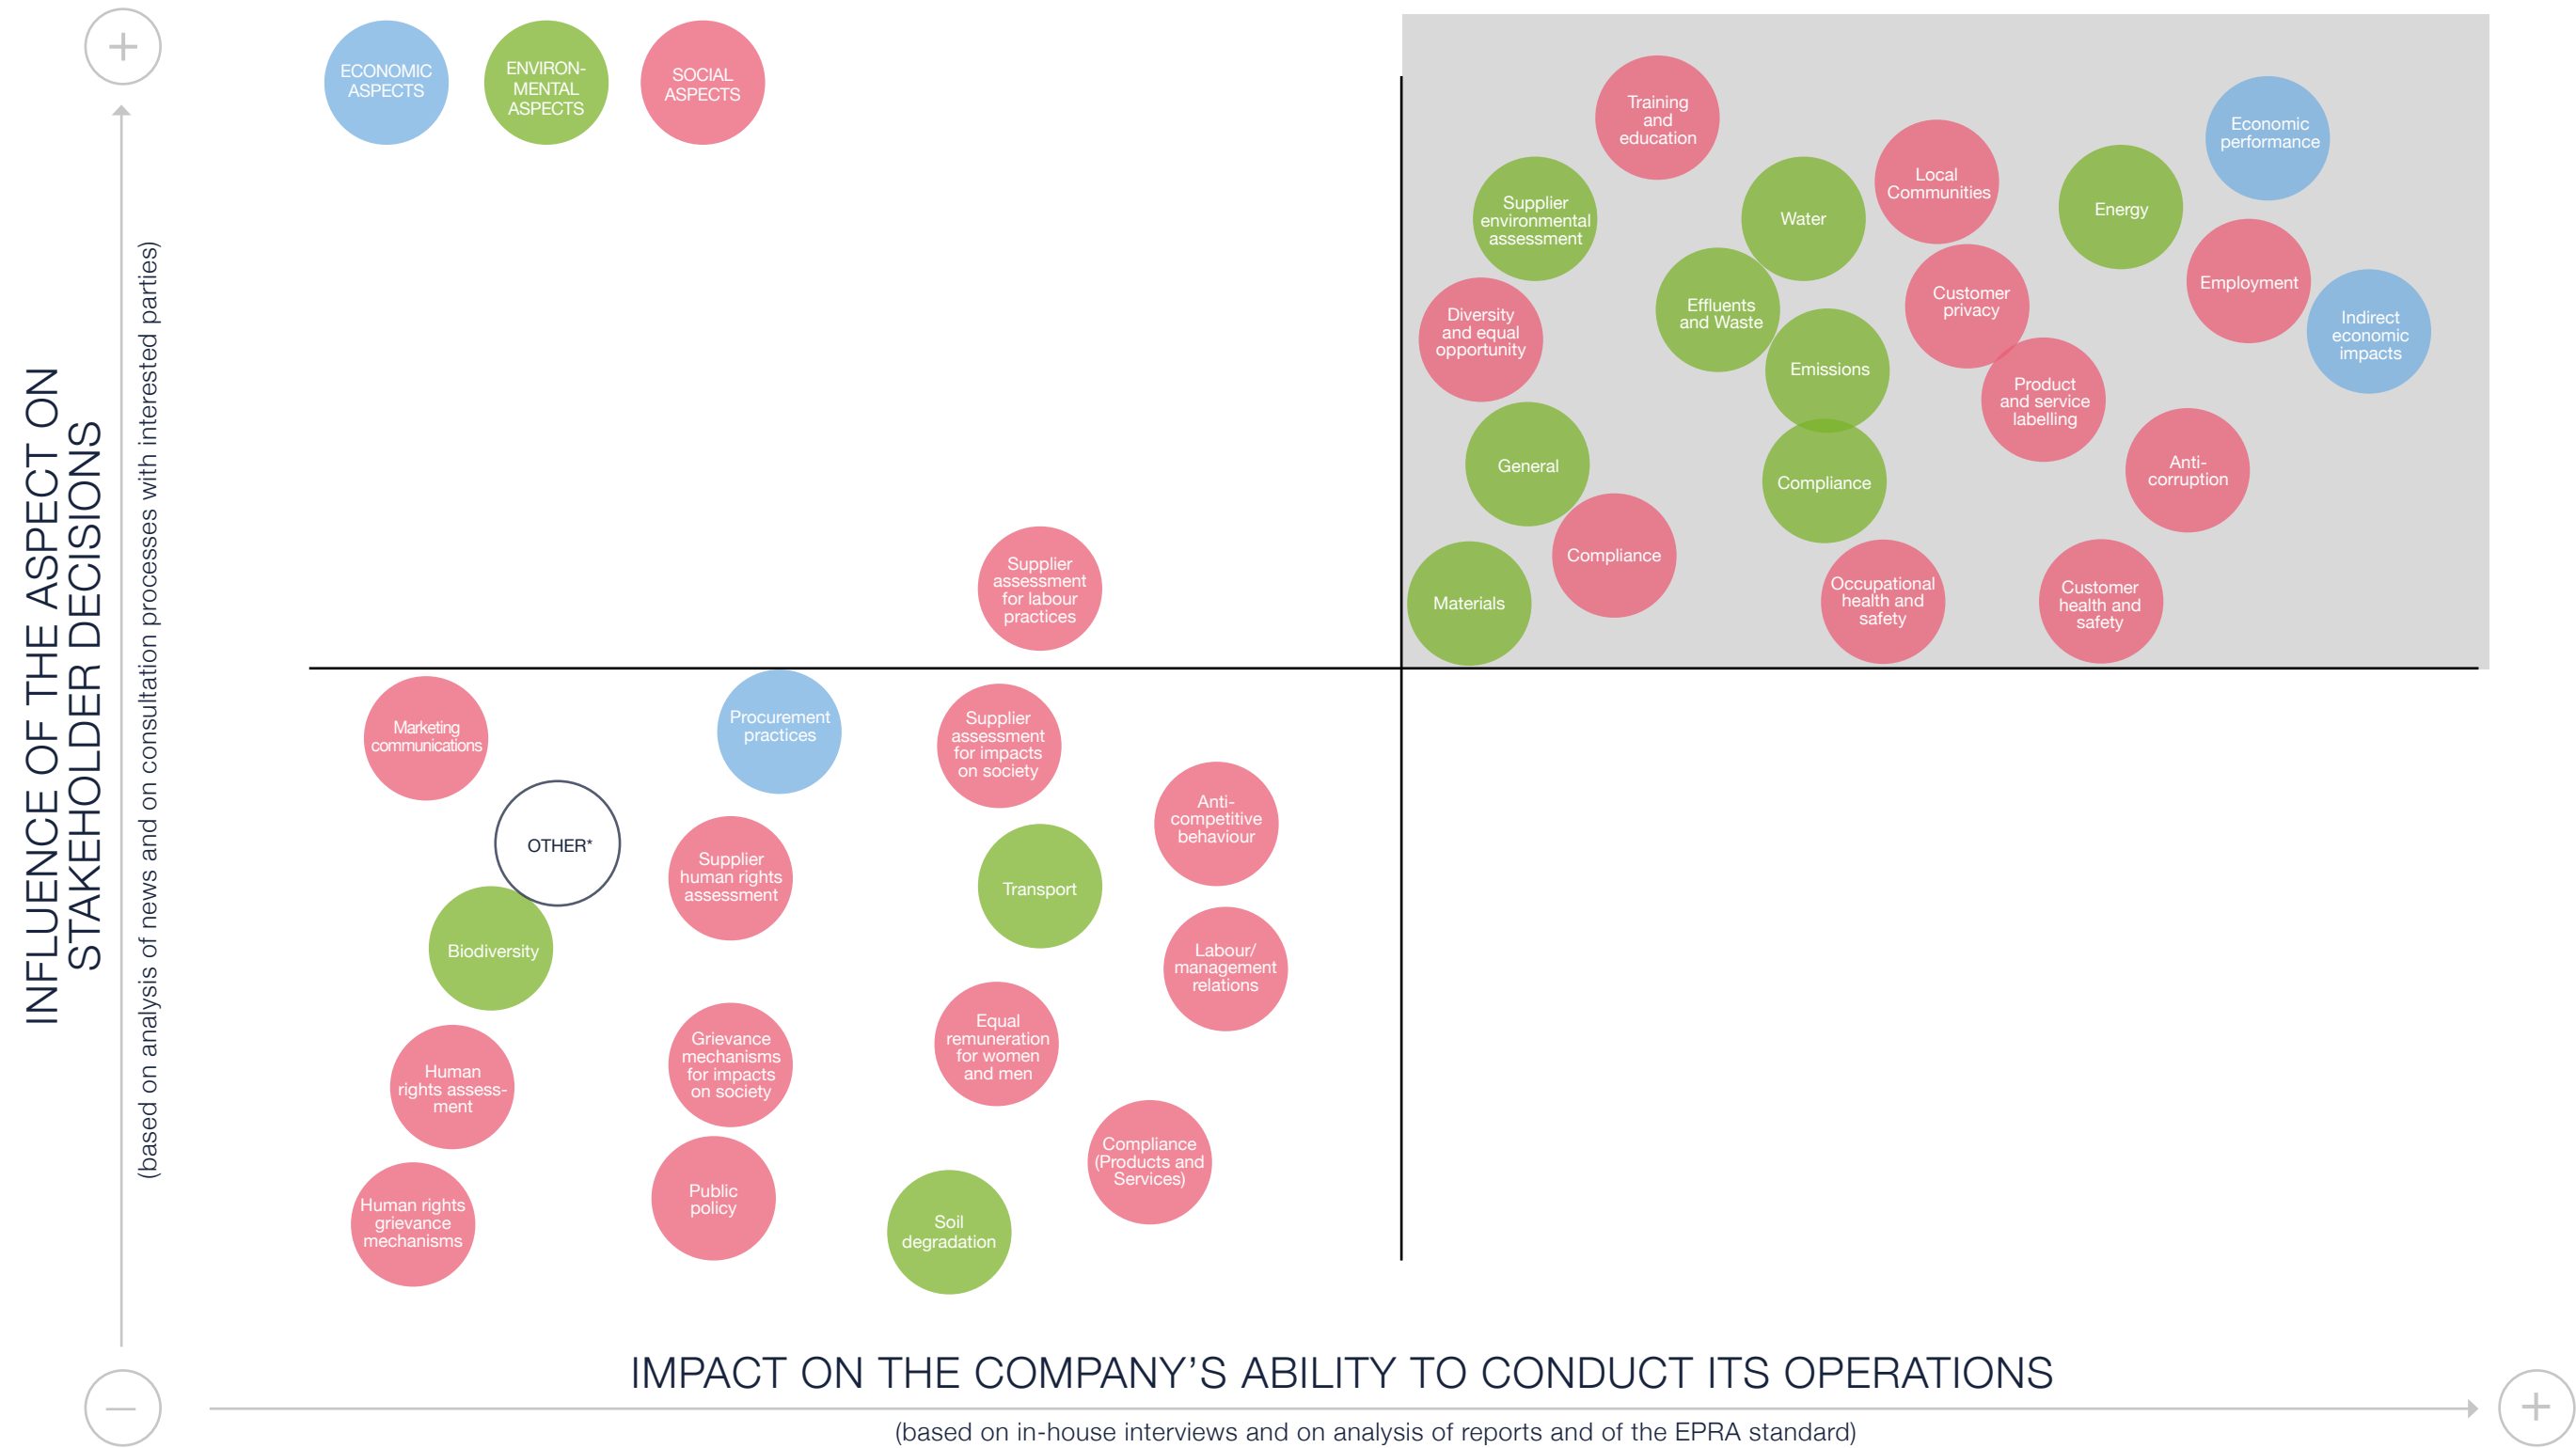 +
ECONOMIC
ASPECTS
ENVIRON-
MENTAL
ASPECTS
SOCIAL
ASPECTS
INFLUENCE OF THE ASPECT ON
STAKEHOLDER DECISIONS
(based on analysis of news and on consultation processes with interested parties)
Training
and
education
Economic
performance
Local
Communities
Supplier
environmental
assessment
Water
Energy
Employment
Effluents
and Waste
Customer
privacy
Diversity
and equal
opportunity
Indirect
economic
impacts
Emissions
Product
and service
labelling
General
Compliance
Anti-
corruption
Compliance
Supplier
assessment
for labour
practices
Materials
Occupational
health and
safety
Customer
health and
safety
Marketing
communications
Procurement
practices
Supplier
assessment
for impacts
on society
Anti-
competitive
behaviour
OTHER*
Supplier
human rights
assessment
Transport
Biodiversity
Labour/
management
relations
Equal
remuneration
for women
and men
Grievance
mechanisms
for impacts
on society
Human
rights assess-
ment
Compliance
(Products and
Services)
Public
policy
Human rights
grievance
mechanisms
Soil
degradation
IMPACT ON THE COMPANY’S ABILITY TO CONDUCT ITS OPERATIONS
–
+
(based on in-house interviews and on analysis of reports and of the EPRA standard)